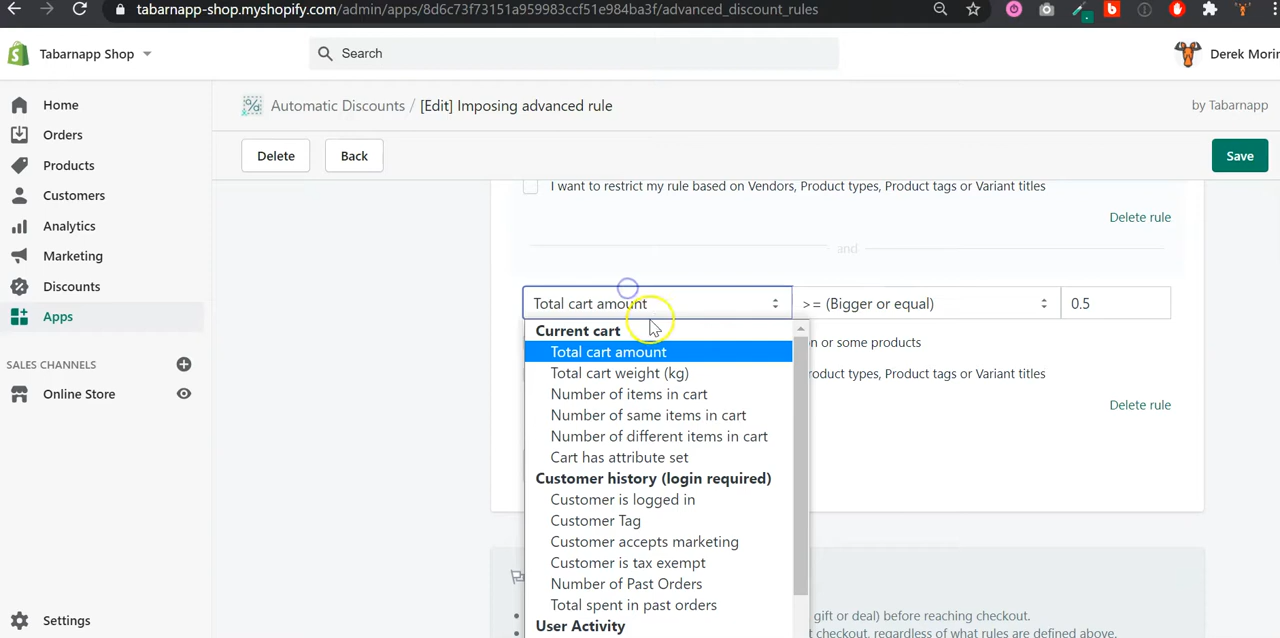 tabarnapp-shop.myshopify.com/admin/apps/8d6c73f73151a959983ccf51e984ba3f/advanced_discount_rules
Tabarnapp Shop
Search
Derek Morin
Home
Orders
Products
Customers
Analytics
Marketing
Discounts
Apps
SALES CHANNELS
Online Store
Settings
Automatic Discounts / [Edit] Imposing advanced rule
by Tabarnapp
Delete
Back
Save
I want to restrict my rule based on Vendors, Product types, Product tags or Variant titles
Delete rule
and
Total cart amount
>= (Bigger or equal)
0.5
Current cart
Total cart amount
Total cart weight (kg)
Number of items in cart
Number of same items in cart
Number of different items in cart
Cart has attribute set
Customer history (login required)
Customer is logged in
Customer Tag
Customer accepts marketing
Customer is tax exempt
Number of Past Orders
Total spent in past orders
User Activity
or some products
product types, Product tags or Variant titles
Delete rule
gift or deal) before reaching checkout.
checkout, regardless of what rules are defined above.